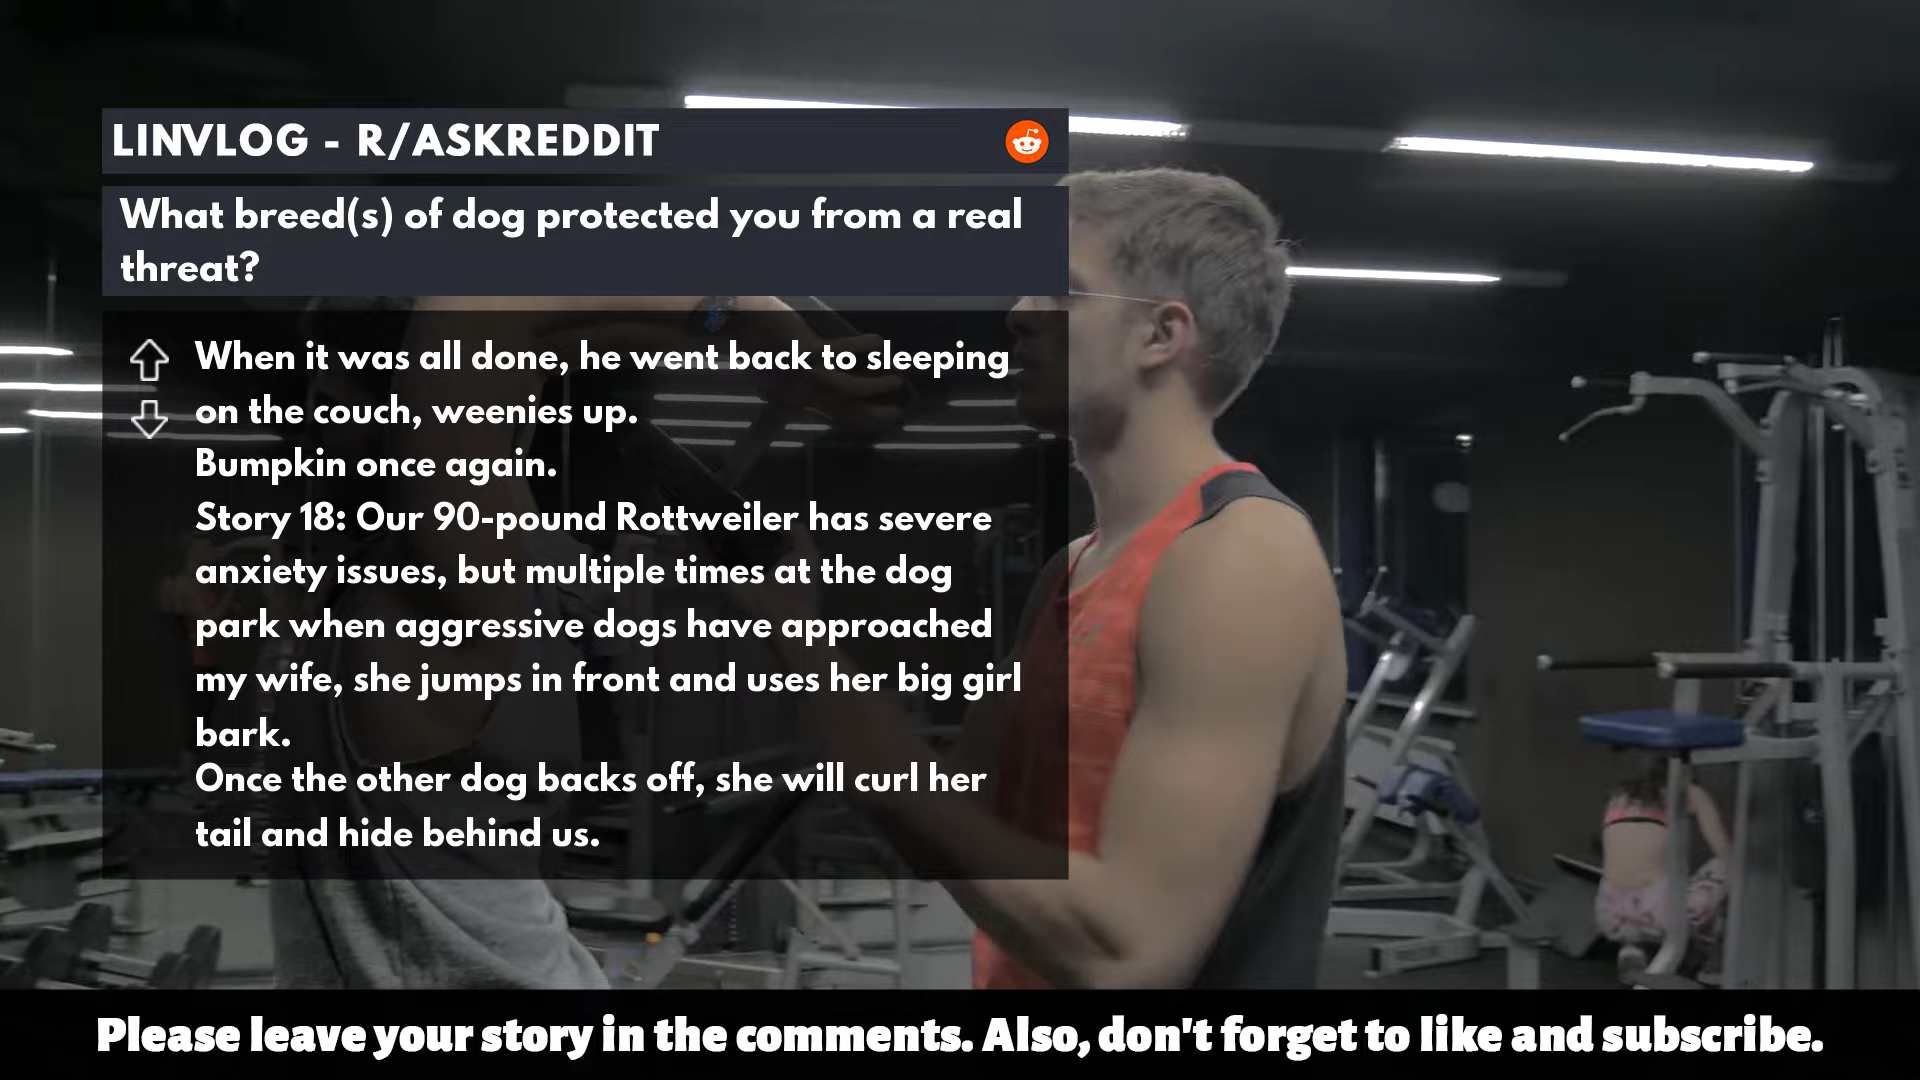 LINVLOG - R/ASKREDDIT
What breed(s) of dog protected you from a real
threat?
When it was all done, he went back to sleeping
on the couch, weenies up.
Bumpkin once again.
Story 18: Our 90-pound Rottweiler has severe
anxiety issues, but multiple times at the dog
park when aggressive dogs have approached
my wife, she jumps in front and uses her big girl
bark.
Once the other dog backs off, she will curl her
tail and hide behind us.
Please leave your story in the comments. Also, don't forget to like and subscribe.